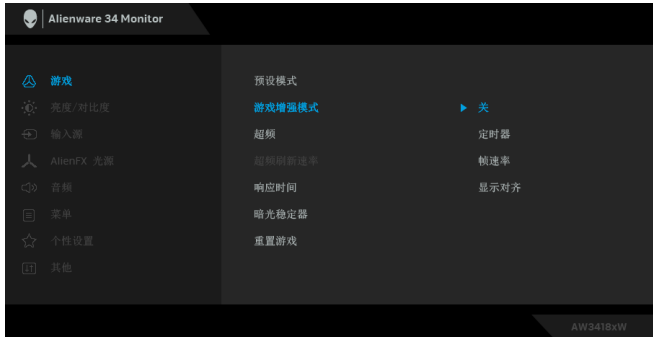 Alienware 34 Monitor
游戏
亮度/对比度
输入源
AlienFX 光源
音频
菜单
个性设置
其他
预设模式
游戏增强模式
超频
超频刷新速率
响应时间
暗光稳定器
重置游戏
关
定时器
帧速率
显示对齐
AW3418xW